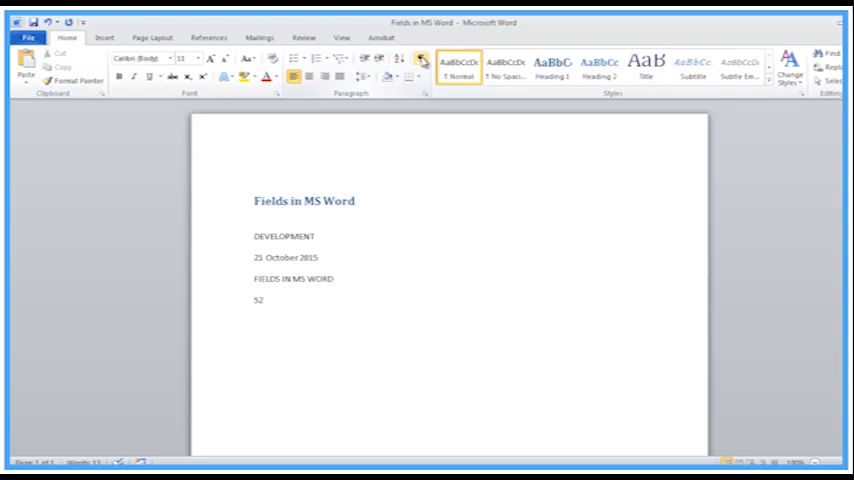 Fields in MS Word - Microsoft Word
File Home Insert Page Layout References Mailings Review View Acrobat
Cut Calibri (Body) 11 Find
Paste Copy AaBbCcDc AaBbCcDc AaBbC AaBbCc AaB AaBbCc. AaBbCcDc Change Styles
Format Painter ¶ Normal ¶ No Spaci... Heading 1 Heading 2 Title Subtitle Subtle Em...
Clipboard Font Paragraph Styles Editing
Fields in MS Word
DEVELOPMENT
21 October 2015
FIELDS IN MS WORD
52
Page: 1 of 1 Words: 13 100%